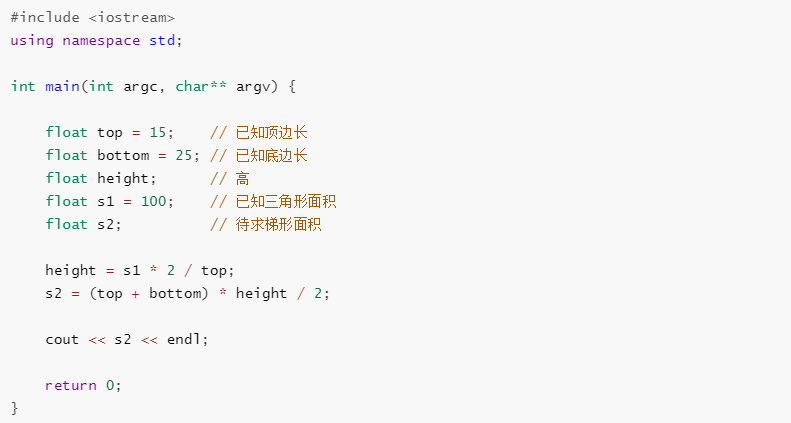 #include <iostream>
using namespace std;
int main(int argc, char** argv) {
    float top = 15;    // 已知顶边长
    float bottom = 25; // 已知底边长
    float height;      // 高
    float s1 = 100;    // 已知三角形面积
    float s2;          // 待求梯形面积
    height = s1 * 2 / top;
    s2 = (top + bottom) * height / 2;
    cout << s2 << endl;
    return 0;
}